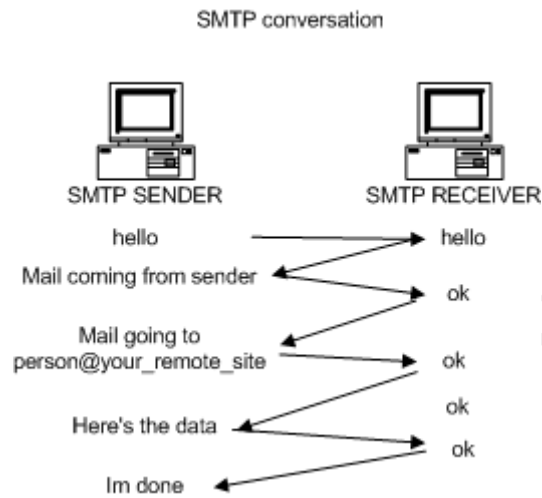 SMTP conversation
SMTP SENDER
SMTP RECEIVER
hello
hello
Mail coming from sender
ok
Mail going to
person@your_remote_site
ok
ok
Here's the data
ok
Im done